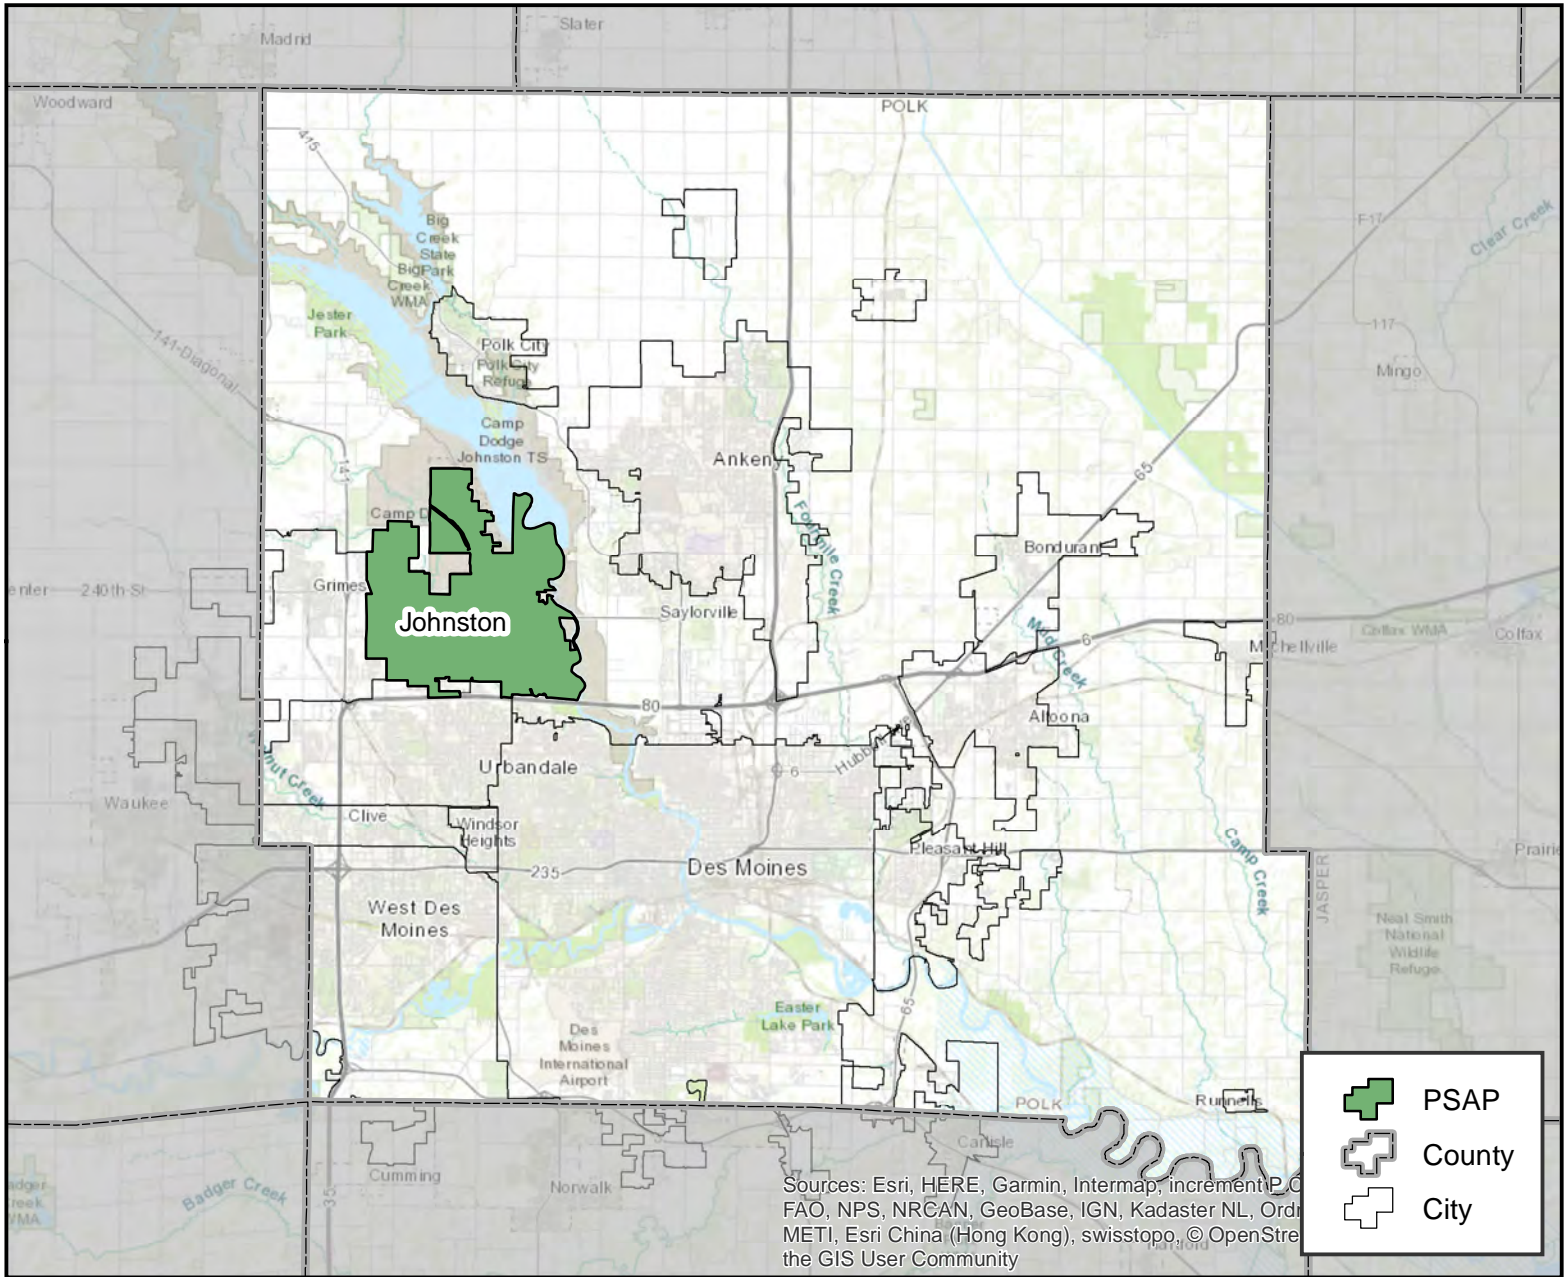 Slater
Madrid
Woodward
POLK
415
F-17
Clear Creek
Big
Creek
State
Park
Big
Creek
WMA
Jester
Park
117
141-Diagonal
Polk City
Polk City
Refuge
Mingo
Camp
Dodge
Johnston TS
Ankeny
65
141
Camp D
Fourmile Creek
Bondurant
Grimes
240th-St
Johnston
Saylorville
80
Colfax WMA
Colfax
Mud Creek
6
Mitchellville
80
Altoona
Urbandale
6
Waukee
Clive
Windsor
Heights
Camp Creek
Pleasant Hill
Prairie
235
Des Moines
JASPER
West Des
Moines
Neal Smith
National
Wildlife
Refuge
65
Easter
Lake Park
Des
Moines
International
Airport
POLK
Runnells
PSAP
County
City
Carlisle
Cumming
Norwalk
Badger Creek
35
Sources: Esri, HERE, Garmin, Intermap, increment P C
FAO, NPS, NRCAN, GeoBase, IGN, Kadaster NL, Ordn
METI, Esri China (Hong Kong), swisstopo, © OpenStre
the GIS User Community